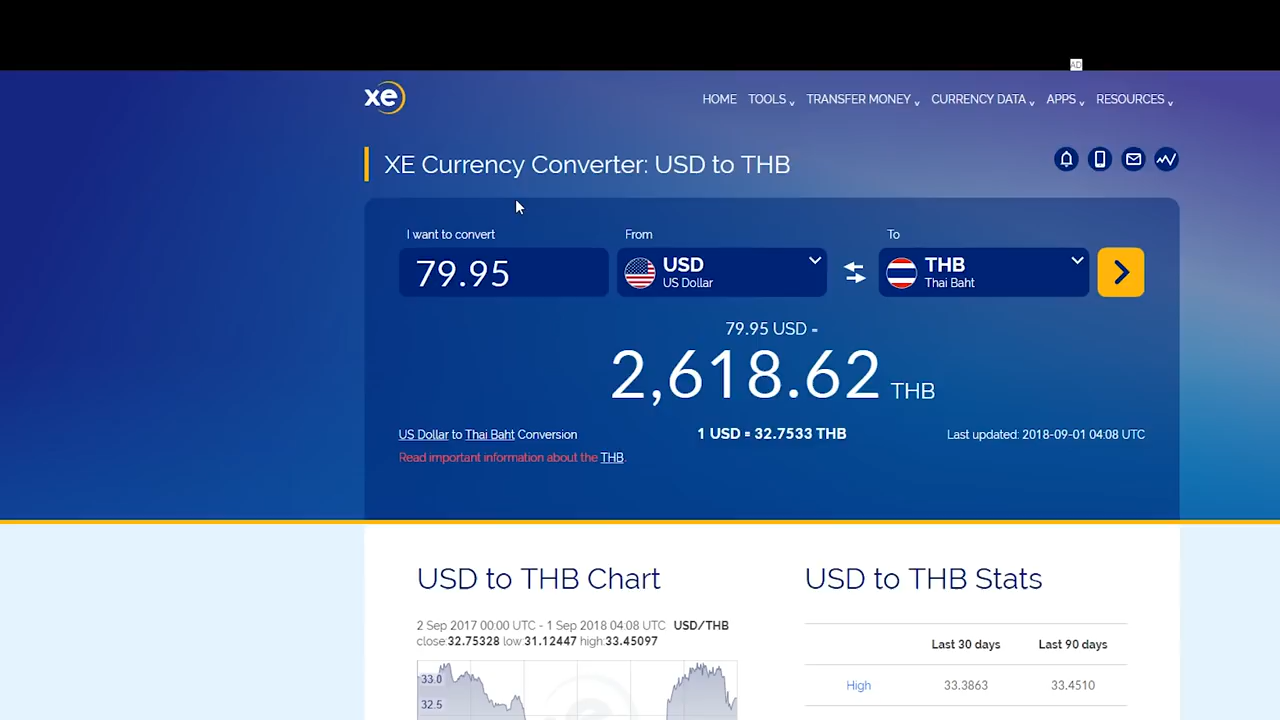 AD
xe
HOME TOOLS TRANSFER MONEY CURRENCY DATA APPS RESOURCES
XE Currency Converter: USD to THB
I want to convert From To
79.95 USD THB
US Dollar Thai Baht
79.95 USD =
2,618.62 THB
US Dollar to Thai Baht Conversion 1 USD = 32.7533 THB Last updated: 2018-09-01 04:08 UTC
Read important information about the THB.
USD to THB Chart
2 Sep 2017 00:00 UTC - 1 Sep 2018 04:08 UTC USD/THB
close:32.75328 low:31.12447 high:33.45097
33.0
32.5
USD to THB Stats
Last 30 days Last 90 days
High 33.3863 33.4510